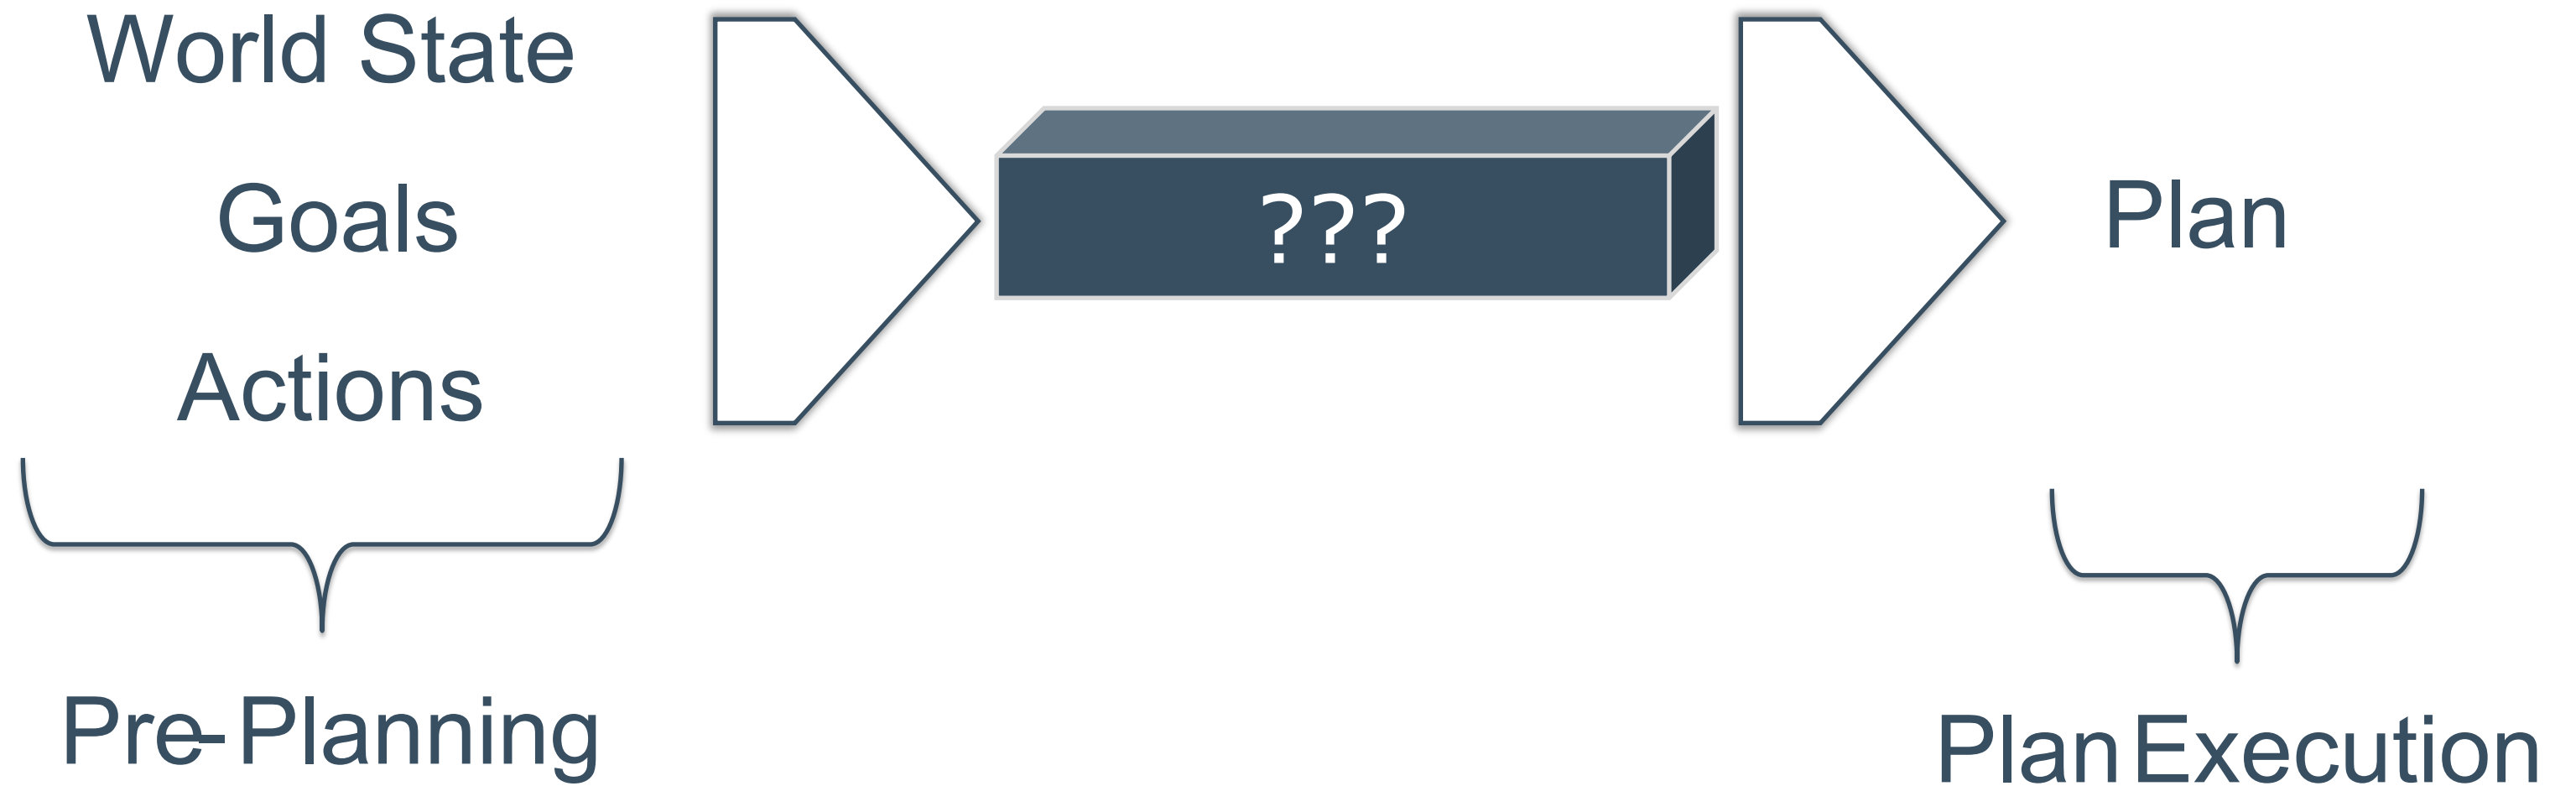 World State
Goals
Actions
???
Plan
Pre-Planning
Plan Execution